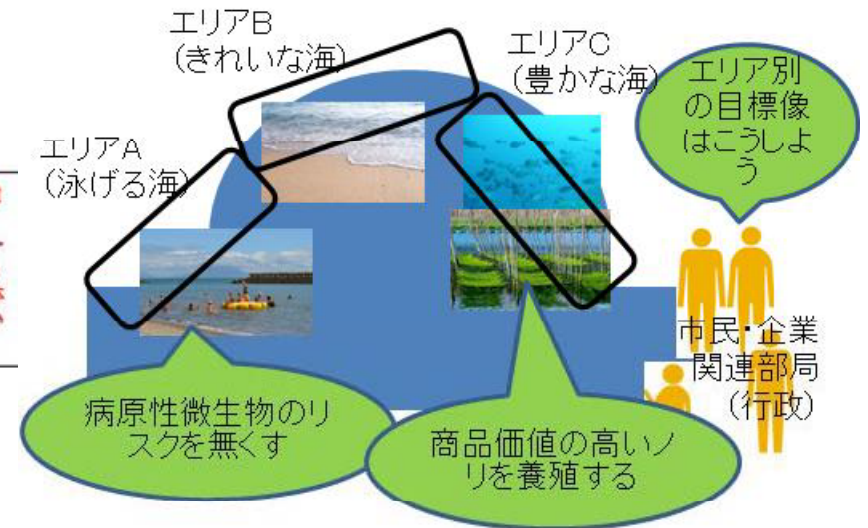 エリアB
(きれいな海)
エリアC
(豊かな海)
エリア別
の目標像
はこうしよ
う
エリアA
(泳げる海)
市民・企業
関連部局
(行政)
病原性微生物のリ
スクを無くす
商品価値の高いノ
リを養殖する